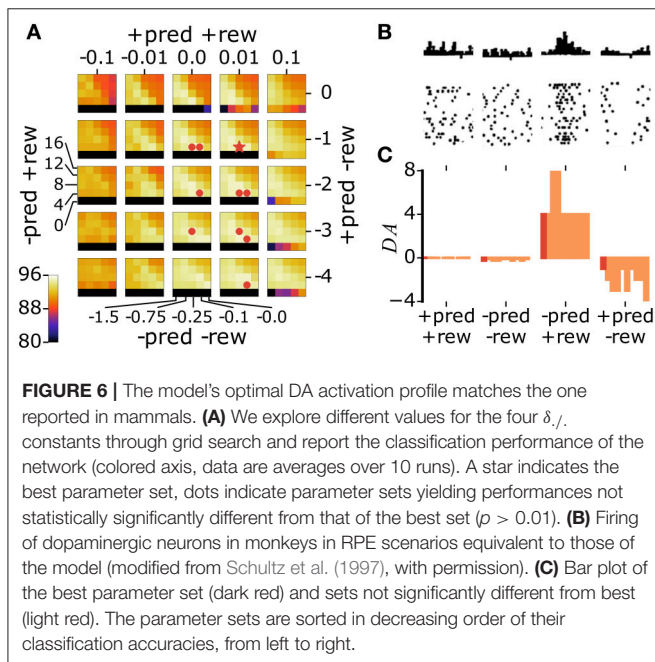 A
+pred +rew
-0.1 -0.01 0.0 0.01 0.1
0
-1
-2
-3
-4
+pred -rew
-pred +rew
16
12
8
4
0
96
88
80
-1.5 -0.75 -0.25 -0.1 -0.0
-pred -rew
B
C
DA
8
4
0
−4
+pred -pred -pred +pred
+rew -rew +rew -rew
FIGURE 6 | The model's optimal DA activation profile matches the one
reported in mammals. (A) We explore different values for the four δ./.
constants through grid search and report the classification performance of the
network (colored axis, data are averages over 10 runs). A star indicates the
best parameter set, dots indicate parameter sets yielding performances not
statistically significantly different from that of the best set (p > 0.01). (B) Firing
of dopaminergic neurons in monkeys in RPE scenarios equivalent to those of
the model (modified from Schultz et al. (1997), with permission). (C) Bar plot of
the best parameter set (dark red) and sets not significantly different from best
(light red). The parameter sets are sorted in decreasing order of their
classification accuracies, from left to right.